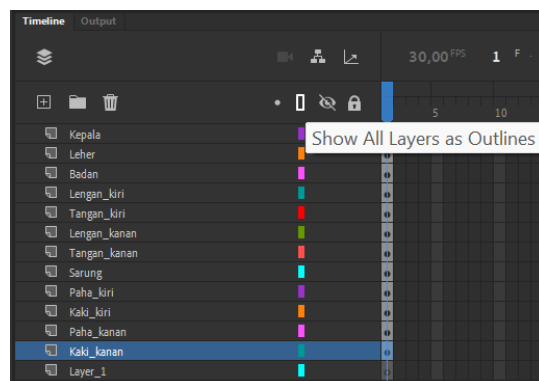 Timeline Output
30,00 FPS 1 F
5 10
Show All Layers as Outlines
Kepala
Leher
Badan
Lengan_kiri
Tangan_kiri
Lengan_kanan
Tangan_kanan
Sarung
Paha_kiri
Kaki_kiri
Paha_kanan
Kaki_kanan
Layer_1